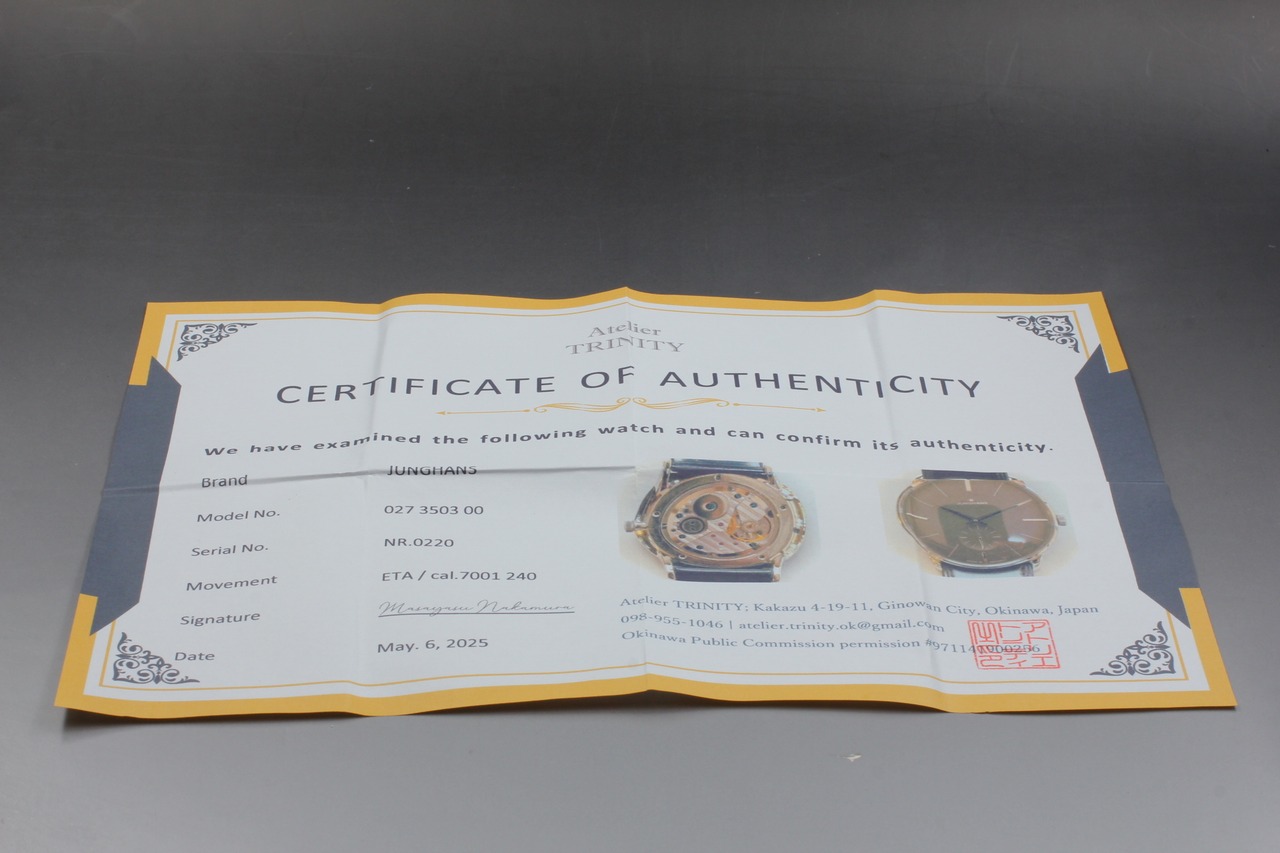 Atelier
TRINITY
CERTIFICATE OF AUTHENTICITY
We have examined the following watch and can confirm its authenticity.
Brand JUNGHANS
Model No. 027 3503 00
Serial No. NR.0220
Movement ETA / cal.7001 240
Signature Masayasu Nakamura
Date May. 6, 2025
Atelier TRINITY; Kakazu 4-19-11, Ginowan City, Okinawa, Japan
098-955-1046 | atelier.trinity.ok@gmail.com
Okinawa Public Commission permission